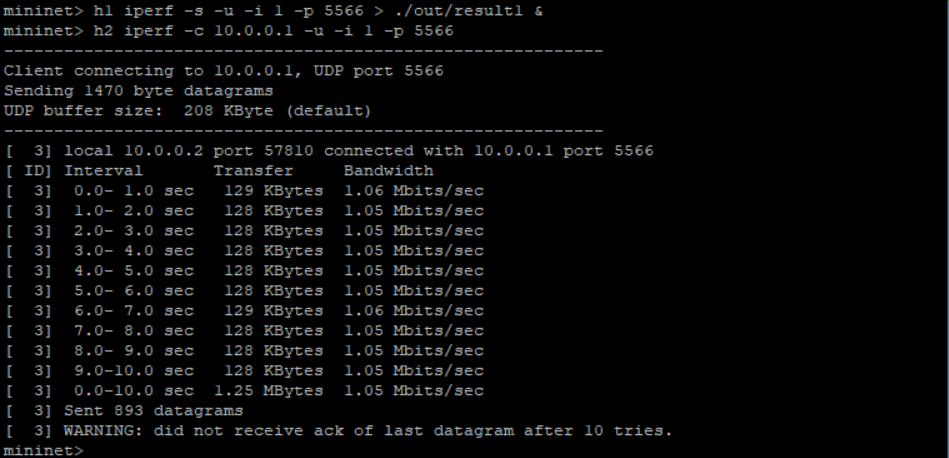 mininet> h1 iperf -s -u -i 1 -p 5566 > ./out/result1 &
mininet> h2 iperf -c 10.0.0.1 -u -i 1 -p 5566
------------------------------------------------------------
Client connecting to 10.0.0.1, UDP port 5566
Sending 1470 byte datagrams
UDP buffer size:  208 KByte (default)
------------------------------------------------------------
[  3] local 10.0.0.2 port 57810 connected with 10.0.0.1 port 5566
[ ID] Interval       Transfer     Bandwidth
[  3]  0.0- 1.0 sec   129 KBytes  1.06 Mbits/sec
[  3]  1.0- 2.0 sec   128 KBytes  1.05 Mbits/sec
[  3]  2.0- 3.0 sec   128 KBytes  1.05 Mbits/sec
[  3]  3.0- 4.0 sec   128 KBytes  1.05 Mbits/sec
[  3]  4.0- 5.0 sec   128 KBytes  1.05 Mbits/sec
[  3]  5.0- 6.0 sec   128 KBytes  1.05 Mbits/sec
[  3]  6.0- 7.0 sec   129 KBytes  1.06 Mbits/sec
[  3]  7.0- 8.0 sec   128 KBytes  1.05 Mbits/sec
[  3]  8.0- 9.0 sec   128 KBytes  1.05 Mbits/sec
[  3]  9.0-10.0 sec   128 KBytes  1.05 Mbits/sec
[  3]  0.0-10.0 sec  1.25 MBytes  1.05 Mbits/sec
[  3] Sent 893 datagrams
[  3] WARNING: did not receive ack of last datagram after 10 tries.
mininet>